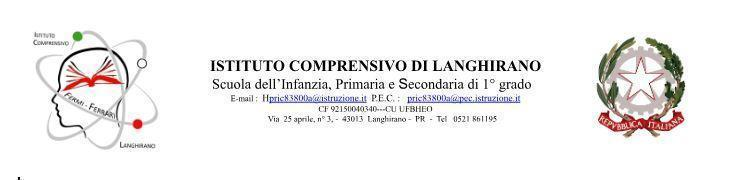 ISTITUTO
COMPRENSIVO
FERMI - FERRARI
LANGHIRANO
ISTITUTO COMPRENSIVO DI LANGHIRANO
Scuola dell'Infanzia, Primaria e Secondaria di 1° grado
E-mail : Hpric83800a@istruzione.it P.E.C. : pric83800a@pec.istruzione.it
CF 92150040340---CU UFBHEO
Via 25 aprile, n° 3, - 43013 Langhirano - PR - Tel 0521 861195
REPVBBLICA ITALIANA